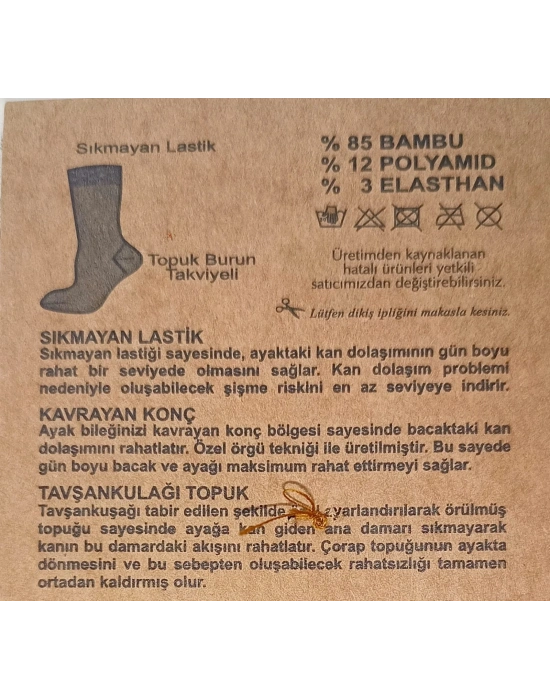 Sıkmayan Lastik
% 85 BAMBU
% 12 POLYAMID
% 3 ELASTHAN
Topuk Burun
Takviyeli
Üretimden kaynaklanan
hatalı ürünleri yetkili
satıcımızdan değiştirebilirsiniz.
Lütfen dikiş ipliğini makasla kesiniz.
SIKMAYAN LASTİK
Sıkmayan lastiği sayesinde, ayaktaki kan dolaşımının gün boyu
rahat bir seviyede olmasını sağlar. Kan dolaşım problemi
nedeniyle oluşabilecek şişme riskini en az seviyeye indirir.
KAVRAYAN KONÇ
Ayak bileğinizi kavrayan konç bölgesi sayesinde bacaktaki kan
dolaşımını rahatlatır. Özel örgü tekniği ile üretilmiştir. Bu sayede
gün boyu bacak ve ayağı maksimum rahat ettirmeyi sağlar.
TAVŞANKULAĞI TOPUK
Tavşankuşağı tabir edilen şekilde yarlandırılarak örülmüş
topuğu sayesinde ayağa kan giden ana damarı sıkmayarak
kanın bu damardaki akışını rahatlatır. Çorap topuğunun ayakta
dönmesini ve bu sebepten oluşabilecek rahatsızlığı tamamen
ortadan kaldırmış olur.